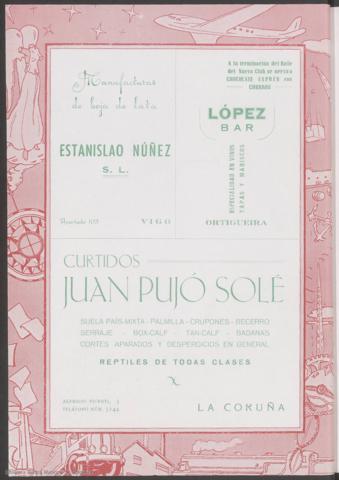 Manufacturas
de hoja de lata
ESTANISLAO NÚÑEZ
S. L.
Apartado
VIGO
A la terminación del Baile
del Nuevo Club se servirá
CHOCOLATE EXPRÉS con
CHURROS
LÓPEZ
BAR
ESPECIALIDAD EN VINOS
TAPAS Y MARISCOS
ORTIGUEIRA
CURTIDOS
JUAN PUJÓ SOLÉ
SUELA PAIS-MIXTA - PALMILLA - CRUPONES - BECERRO
SERRAJE - BOX-CALF - TAN-CALF - BADANAS
CORTES APARADOS Y DESPERDICIOS EN GENERAL
REPTILES DE TODAS CLASES
TELÉFONO NÚM.
LA CORUÑA